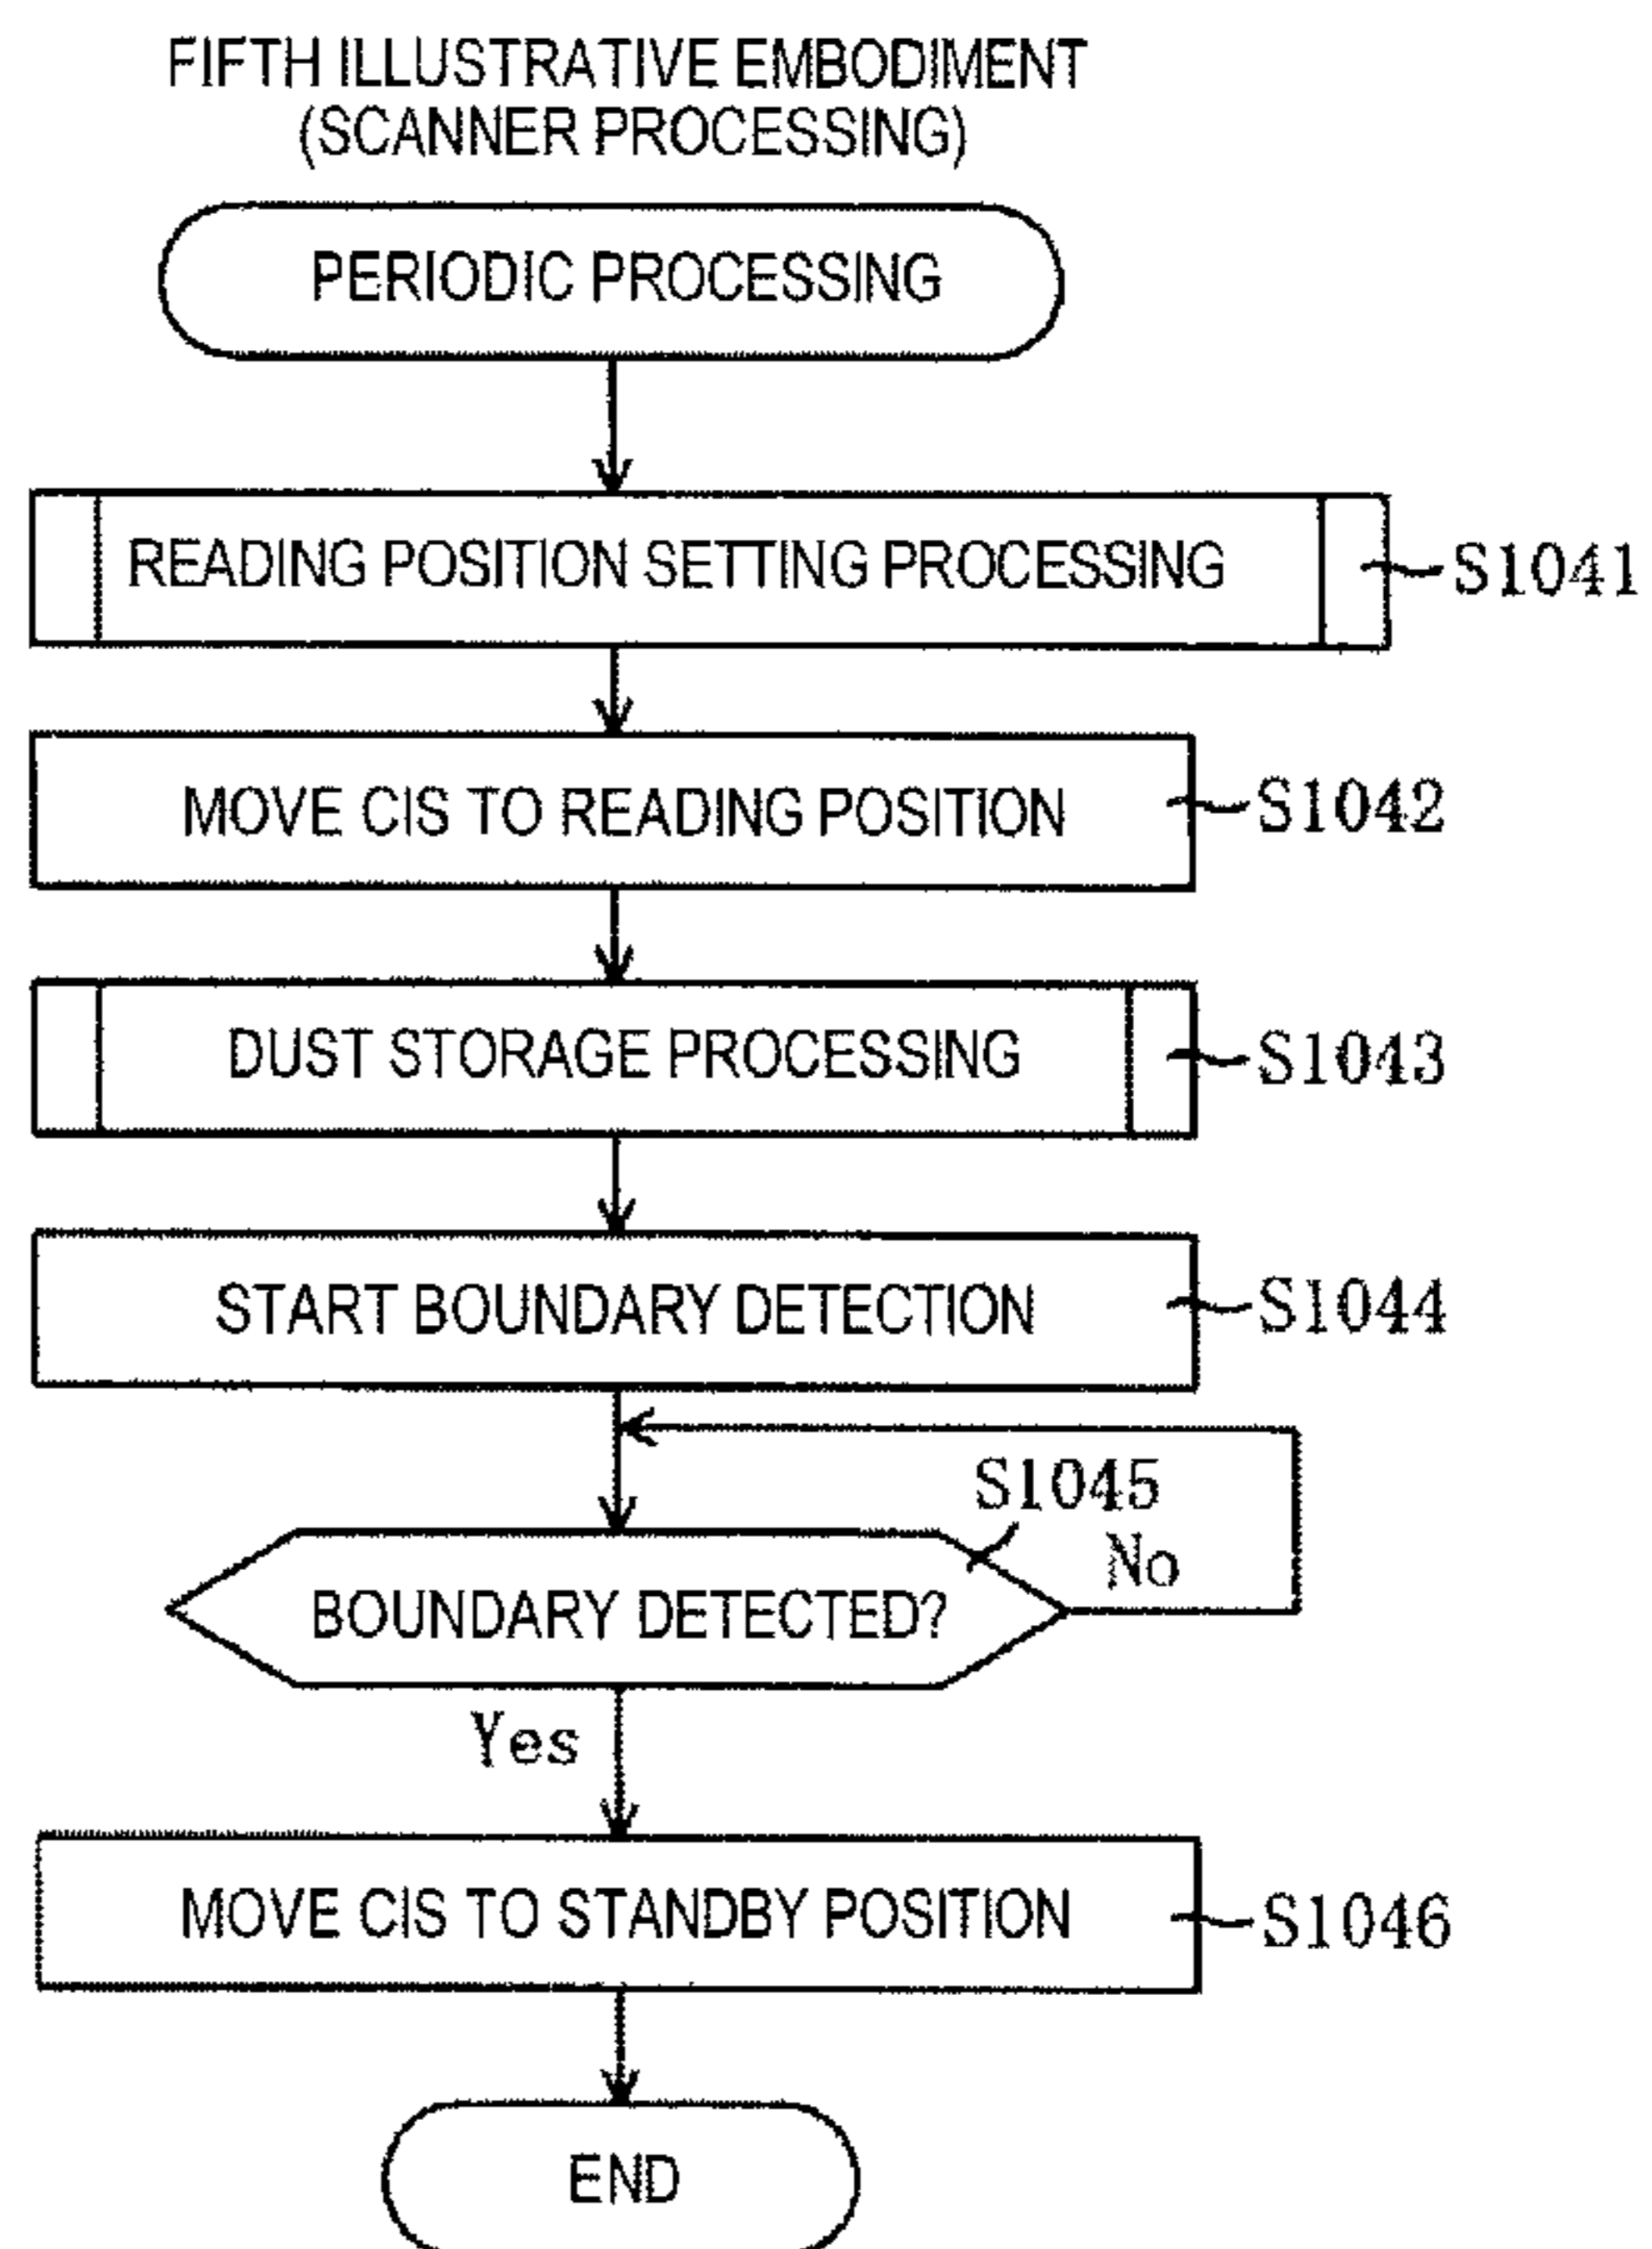 FIFTH ILLUSTRATIVE EMBODIMENT
(SCANNER PROCESSING)
PERIODIC PROCESSING
READING POSITION SETTING PROCESSING
S1041
MOVE CIS TO READING POSITION
S1042
DUST STORAGE PROCESSING
S1043
START BOUNDARY DETECTION
S1044
S1045
No
BOUNDARY DETECTED?
Yes
MOVE CIS TO STANDBY POSITION
S1046
END